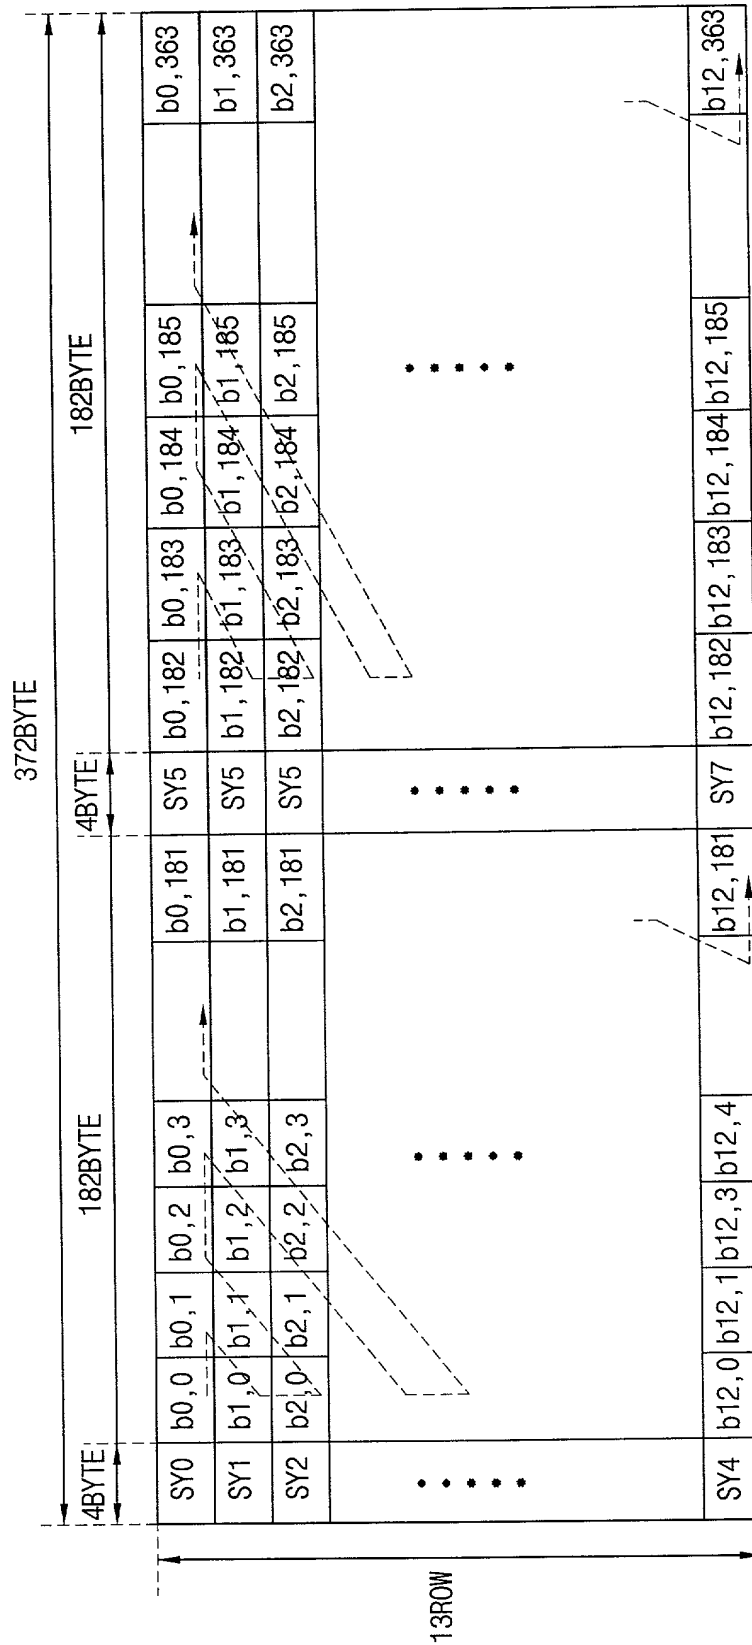 372BYTE
4BYTE 182BYTE 4BYTE 182BYTE
SY0 b0,0 b0,1 b0,2 b0,3 b0,181 SY5 b0,182 b0,183 b0,184 b0,185 b0,363
SY1 b1,0 b1,1 b1,2 b1,3 b1,181 SY5 b1,182 b1,183 b1,184 b1,185 b1,363
SY2 b2,0 b2,1 b2,2 b2,3 b2,181 SY5 b2,182 b2,183 b2,184 b2,185 b2,363
13ROW
SY4 b12,0 b12,1 b12,3 b12,4 b12,181 SY7 b12,182 b12,183 b12,184 b12,185 b12,363